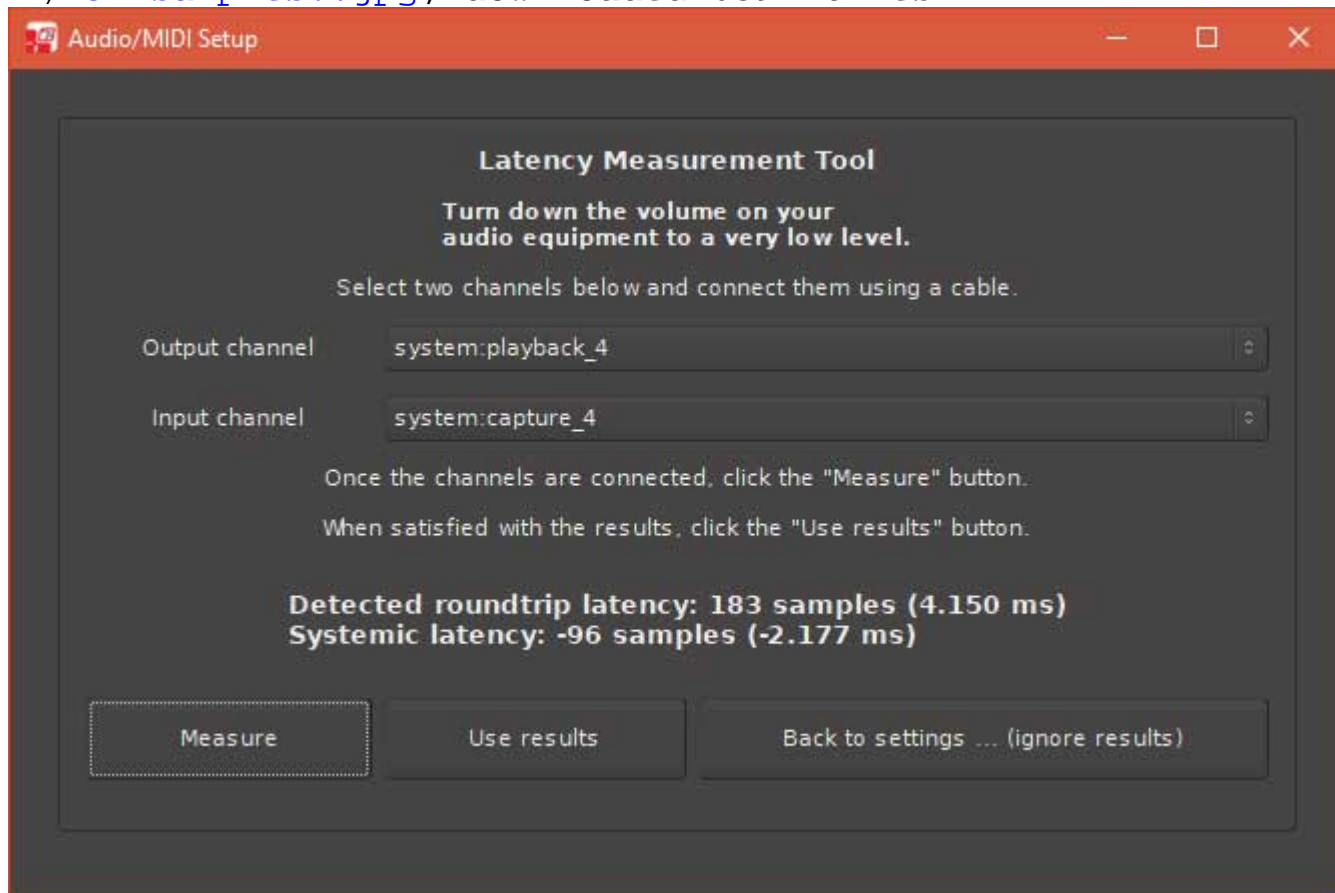 Audio/MIDI Setup
Latency Measurement Tool
Turn down the volume on your
audio equipment to a very low level.
Select two channels below and connect them using a cable.
Output channel system:playback_4
Input channel system:capture_4
Once the channels are connected, click the "Measure" button.
When satisfied with the results, click the "Use results" button.
Detected roundtrip latency: 183 samples (4.150 ms)
Systemic latency: -96 samples (-2.177 ms)
Measure Use results Back to settings ... (ignore results)